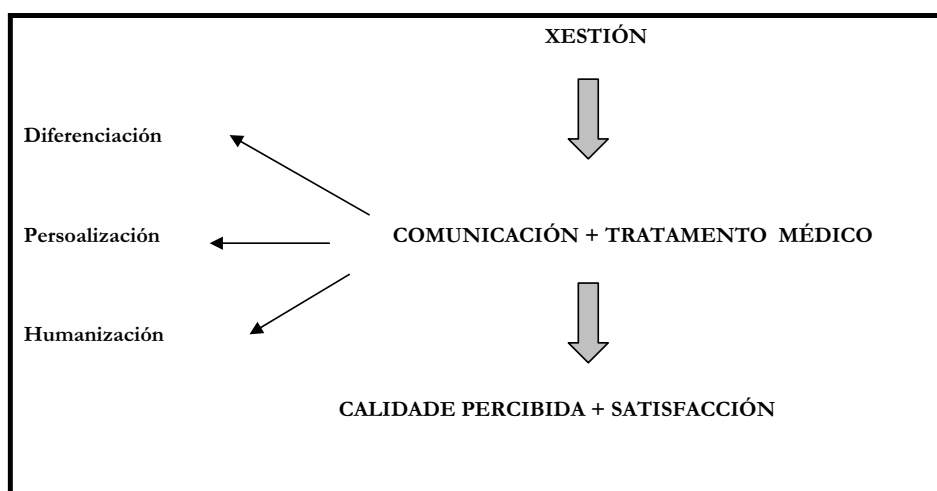 XESTIÓN
Diferenciación
Persoalización
COMUNICACIÓN + TRATAMENTO MÉDICO
Humanización
CALIDADE PERCIBIDA + SATISFACCIÓN